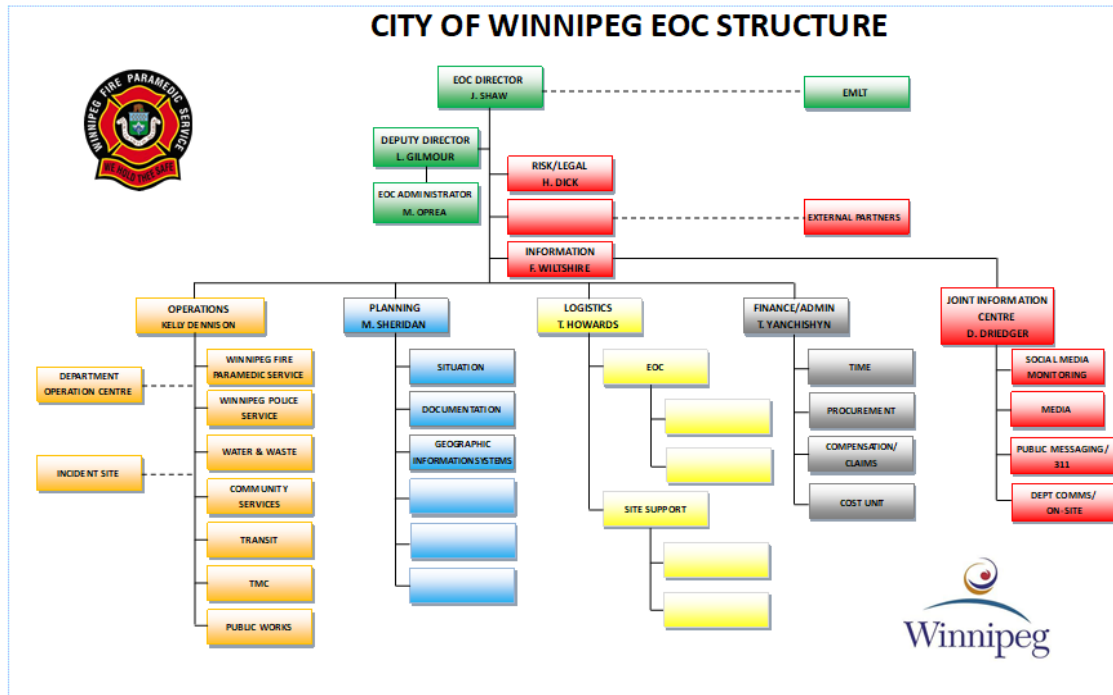 CITY OF WINNIPEG EOC STRUCTURE
WINNIPEG FIRE PARAMEDIC SERVICE
WE HOLD THEE SAFE
EOC DIRECTOR
J. SHAW
EMLT
DEPUTY DIRECTOR
L. GILMOUR
RISK/LEGAL
H. DICK
EOC ADMINISTRATOR
M. OPREA
EXTERNAL PARTNERS
INFORMATION
F. WILTSHIRE
OPERATIONS
KELLY DENNISON
PLANNING
M. SHERIDAN
LOGISTICS
T. HOWARDS
FINANCE/ADMIN
T. YANCHISHYN
JOINT INFORMATION
CENTRE
D. DRIEDGER
DEPARTMENT
OPERATION CENTRE
INCIDENT SITE
WINNIPEG FIRE
PARAMEDIC SERVICE
WINNIPEG POLICE
SERVICE
WATER & WASTE
COMMUNITY
SERVICES
TRANSIT
TMC
PUBLIC WORKS
SITUATION
DOCUMENTATION
GEOGRAPHIC
INFORMATION SYSTEMS
EOC
SITE SUPPORT
TIME
PROCUREMENT
COMPENSATION/
CLAIMS
COST UNIT
SOCIAL MEDIA
MONITORING
MEDIA
PUBLIC MESSAGING/
311
DEPT COMMS/
ON-SITE
Winnipeg